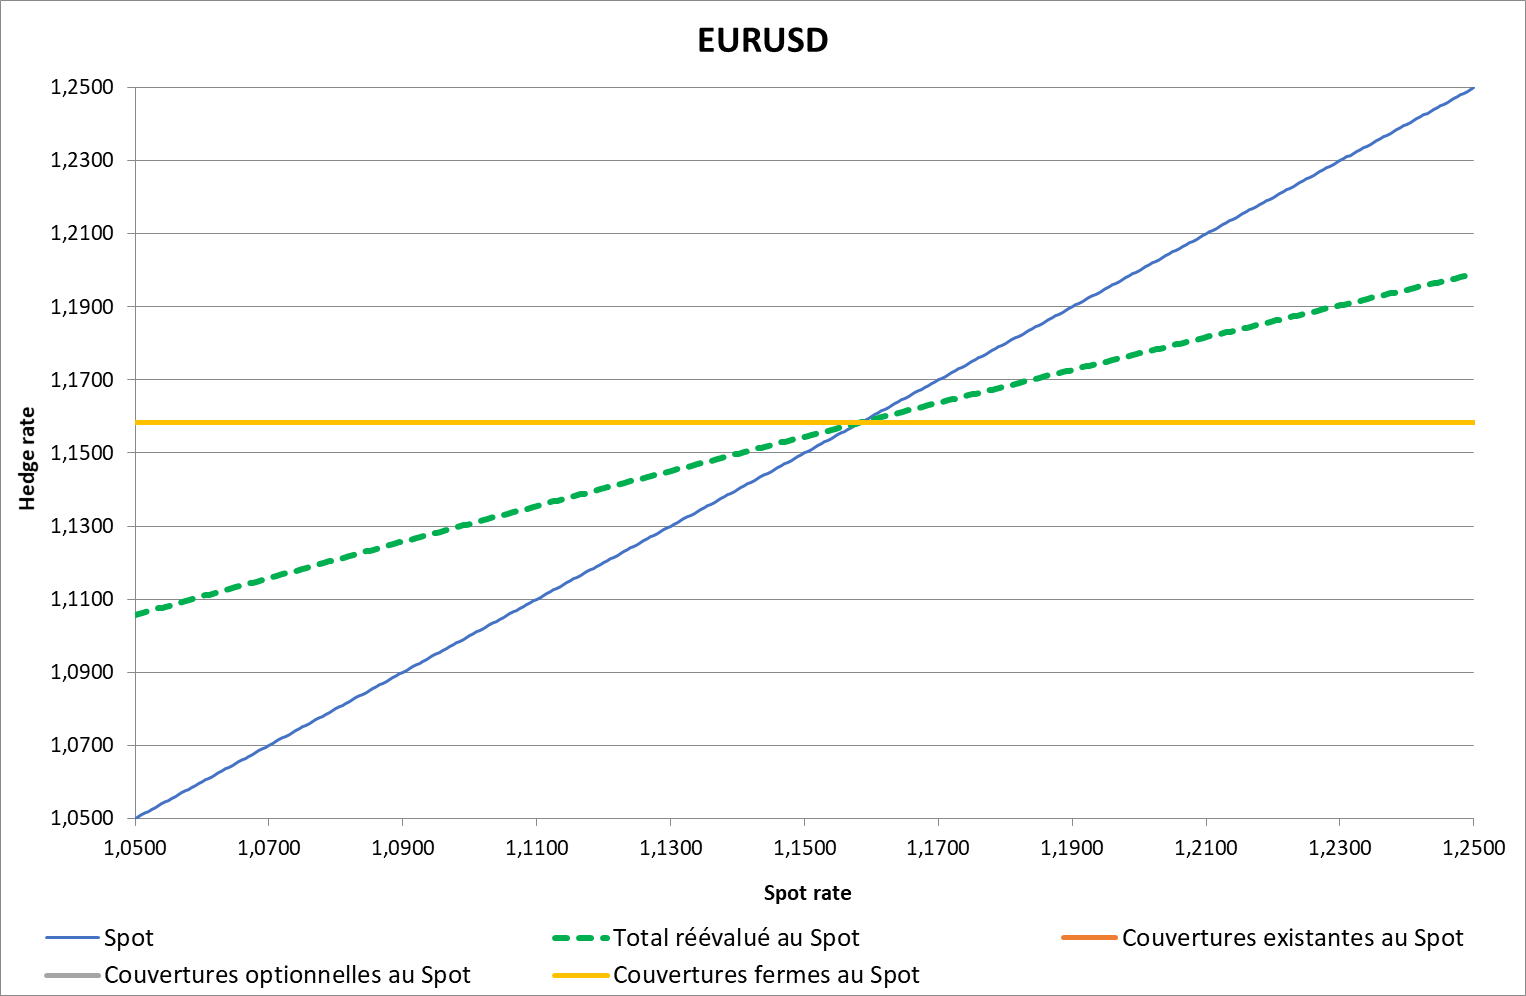 EURUSD
1,2500
1,2300
1,2100
1,1900
1,1700
1,1500
1,1300
1,1100
1,0900
1,0700
1,0500
Hedge rate
1,0500 1,0700 1,0900 1,1100 1,1300 1,1500 1,1700 1,1900 1,2100 1,2300 1,2500
Spot rate
Spot Total réévalué au Spot Couvertures existantes au Spot
Couvertures optionnelles au Spot Couvertures fermes au Spot